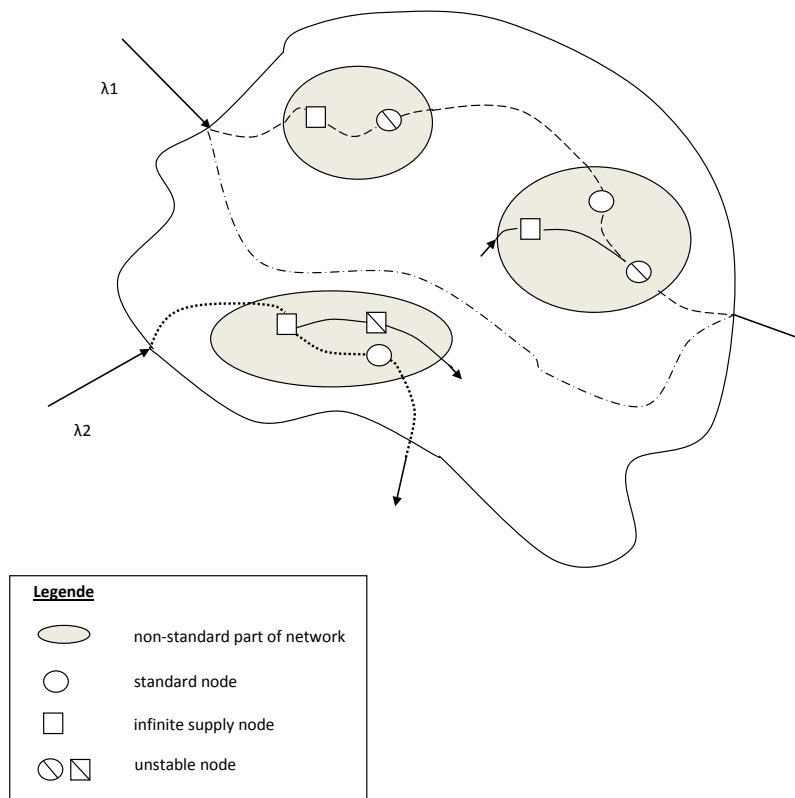 λ1
λ2
Legende
non-standard part of network
standard node
infinite supply node
unstable node